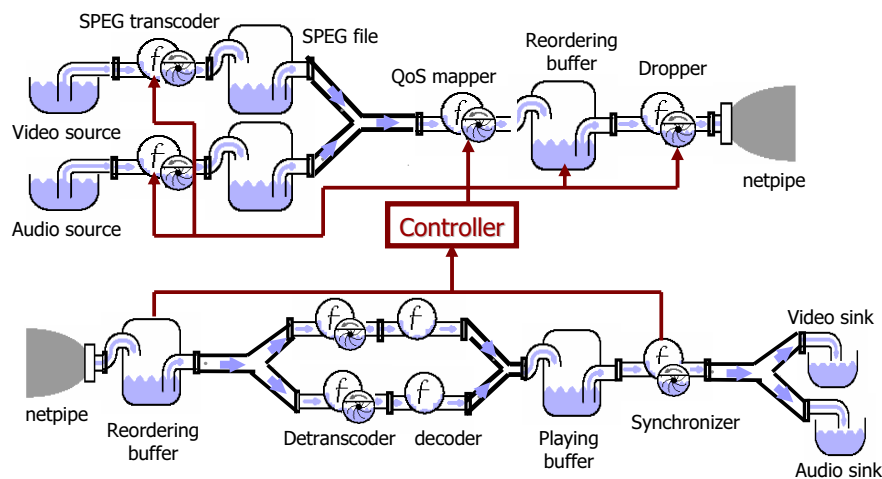 SPEG transcoder
SPEG file
Video source
Audio source
QoS mapper
Reordering
buffer
Dropper
netpipe
Controller
netpipe
Reordering
buffer
Detranscoder
decoder
Playing
buffer
Synchronizer
Video sink
Audio sink
f
f
f
f
f
f
f
f
f